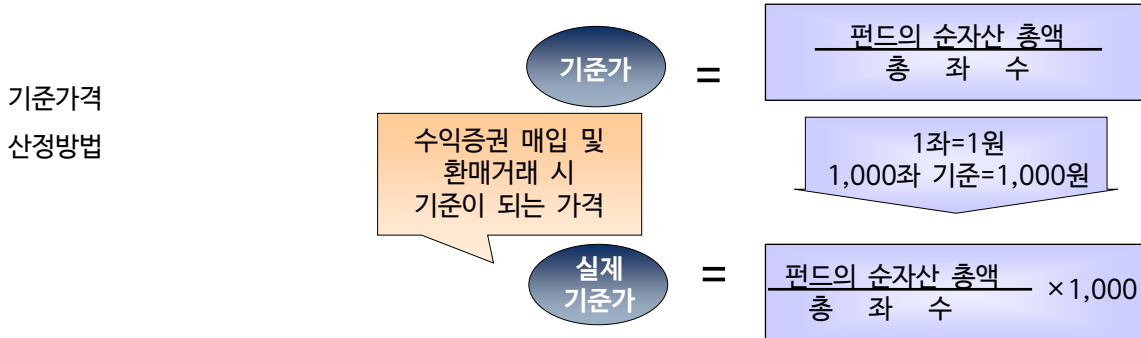 기준가격
산정방법
기준가
=
펀드의 순자산 총액
총 좌 수
수익증권 매입 및
환매거래 시
기준이 되는 가격
1좌=1원
1,000좌 기준=1,000원
실제
기준가
=
펀드의 순자산 총액
총 좌 수
×1,000